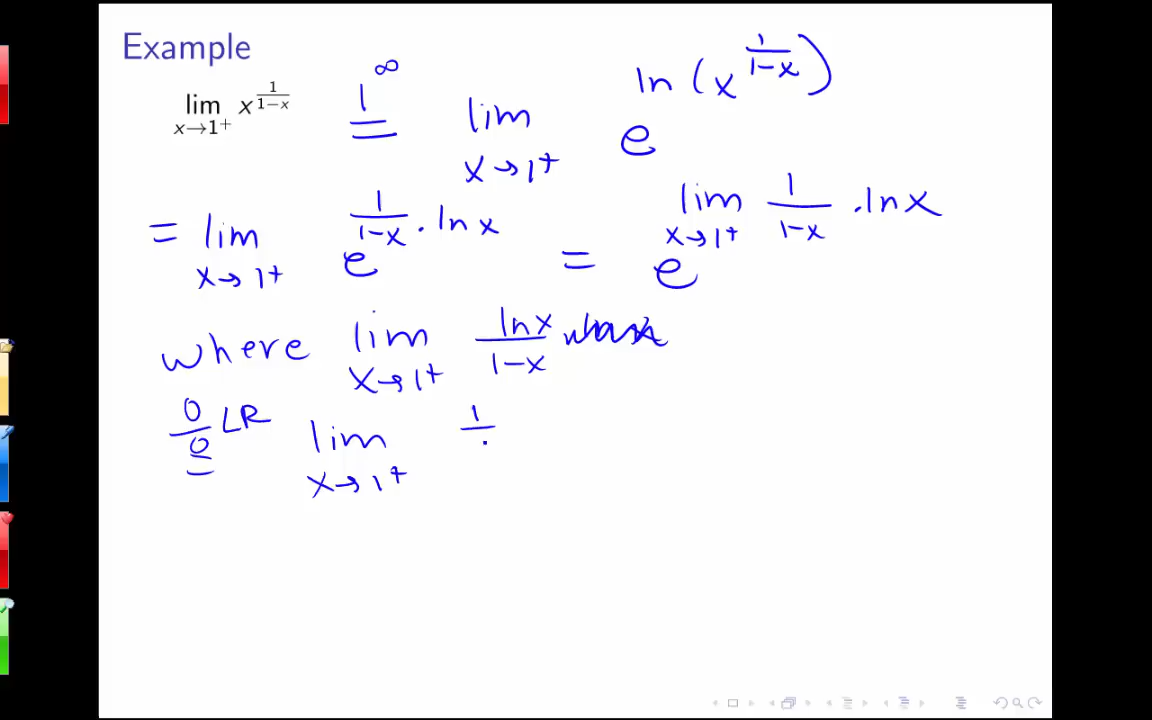 Example
lim x→1⁺ x^(1/(1−x)) = 1^∞ lim x→1⁺ e^(ln(x^(1/(1−x))))
= lim x→1⁺ e^(1/(1−x) · ln x) = e^(lim x→1⁺ 1/(1−x) · ln x)
where lim x→1⁺ ln x/(1−x)
0/0 LR = lim x→1⁺ 1/